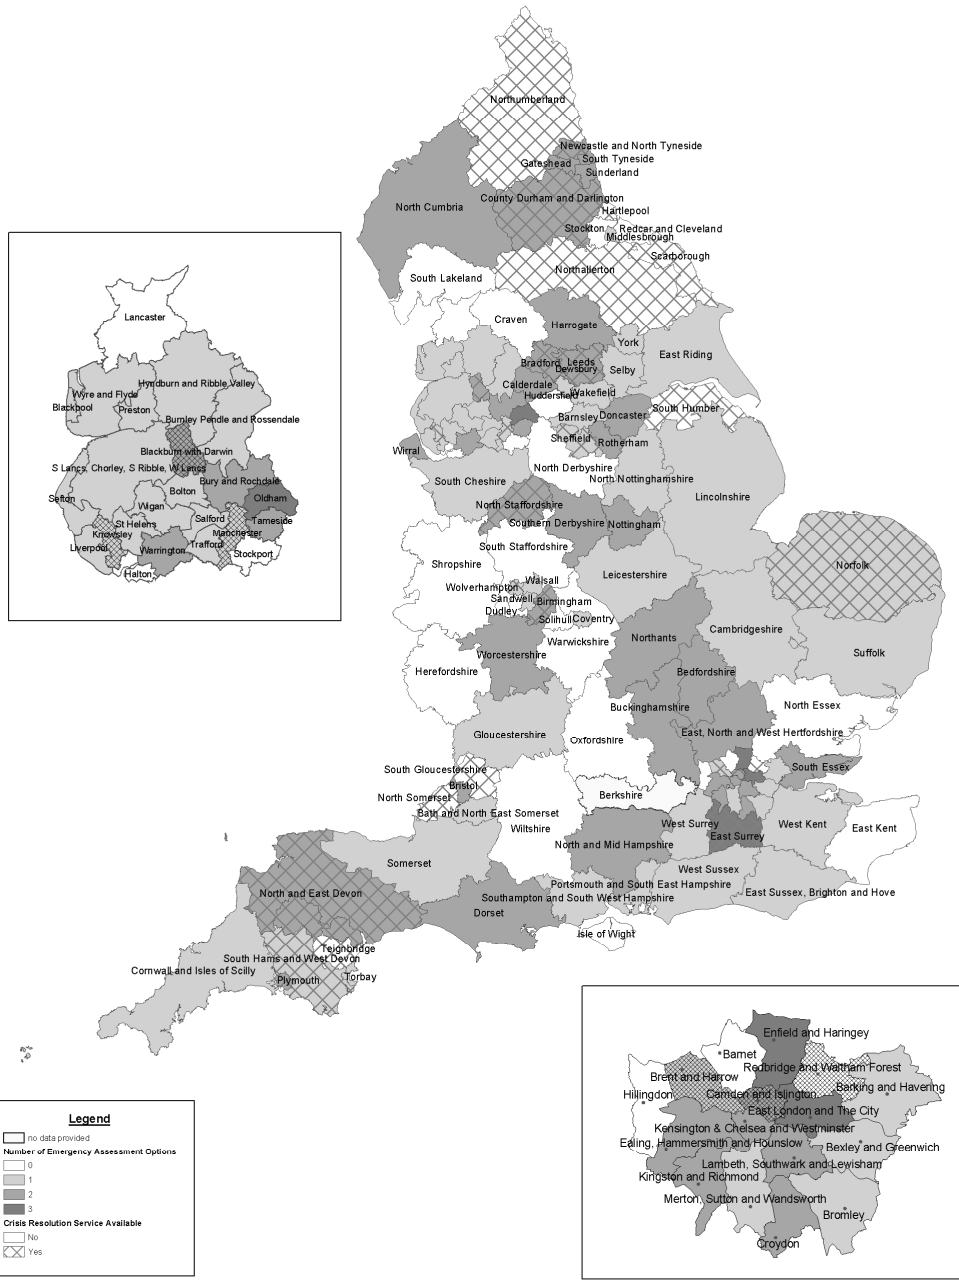 Northumberland
Newcastle and North Tyneside
South Tyneside
Gateshead
Sunderland
County Durham and Darlington
North Cumbria
Hartlepool
Stockton
Redcar and Cleveland
Middlesbrough
Scarborough
Northallerton
South Lakeland
Craven
Harrogate
York
East Riding
Bradford
Leeds
Dewsbury
Selby
Calderdale
Huddersfield
Wakefield
Barnsley
Doncaster
South Humber
Sheffield
Rotherham
Wirral
North Derbyshire
North Nottinghamshire
South Cheshire
Lincolnshire
North Staffordshire
Southern Derbyshire
Nottingham
South Staffordshire
Shropshire
Leicestershire
Norfolk
Walsall
Wolverhampton
Sandwell
Birmingham
Dudley
Solihull
Coventry
Warwickshire
Northants
Cambridgeshire
Worcestershire
Suffolk
Herefordshire
Bedfordshire
Buckinghamshire
North Essex
Gloucestershire
Oxfordshire
East, North and West Hertfordshire
South Gloucestershire
South Essex
Bristol
North Somerset
Berkshire
Bath and North East Somerset
Wiltshire
West Surrey
West Kent
East Kent
East Surrey
North and Mid Hampshire
Somerset
West Sussex
Portsmouth and South East Hampshire
East Sussex, Brighton and Hove
North and East Devon
Southampton and South West Hampshire
Dorset
Isle of Wight
Teignbridge
South Hams and West Devon
Cornwall and Isles of Scilly
Torbay
Plymouth
Lancaster
Hyndburn and Ribble Valley
Wyre and Flyde
Blackpool
Preston
Burnley Pendle and Rossendale
Blackburn with Darwin
S Lancs, Chorley, S Ribble, W Lancs
Bury and Rochdale
Bolton
Sefton
Oldham
Wigan
Salford
Tameside
St Helens
Knowsley
Manchester
Liverpool
Warrington
Trafford
Stockport
Halton
Enfield and Haringey
Barnet
Redbridge and Waltham Forest
Brent and Harrow
Barking and Havering
Hillingdon
Camden and Islington
East London and The City
Kensington & Chelsea and Westminster
Ealing, Hammersmith and Hounslow
Bexley and Greenwich
Lambeth, Southwark and Lewisham
Kingston and Richmond
Merton, Sutton and Wandsworth
Bromley
Croydon
Legend
no data provided
Number of Emergency Assessment Options
0
1
2
3
Crisis Resolution Service Available
No
Yes